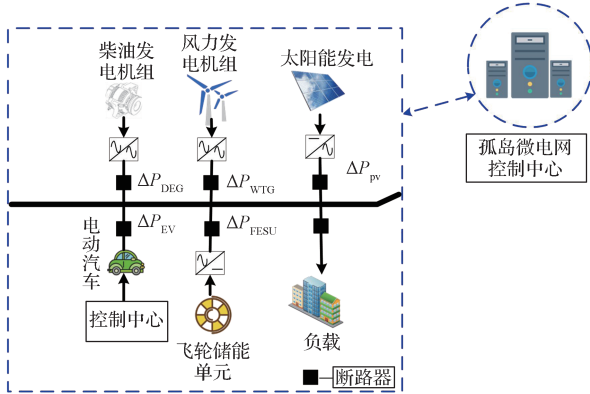 柴油发
电机组
风力发
电机组
太阳能发电
孤岛微电网
控制中心
ΔP_DEG
ΔP_WTG
ΔP_pv
ΔP_EV
ΔP_FESU
电动汽车
控制中心
飞轮储能
单元
负载
断路器